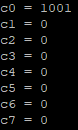 c0 = 1001
c1 = 0
c2 = 0
c3 = 0
c4 = 0
c5 = 0
c6 = 0
c7 = 0